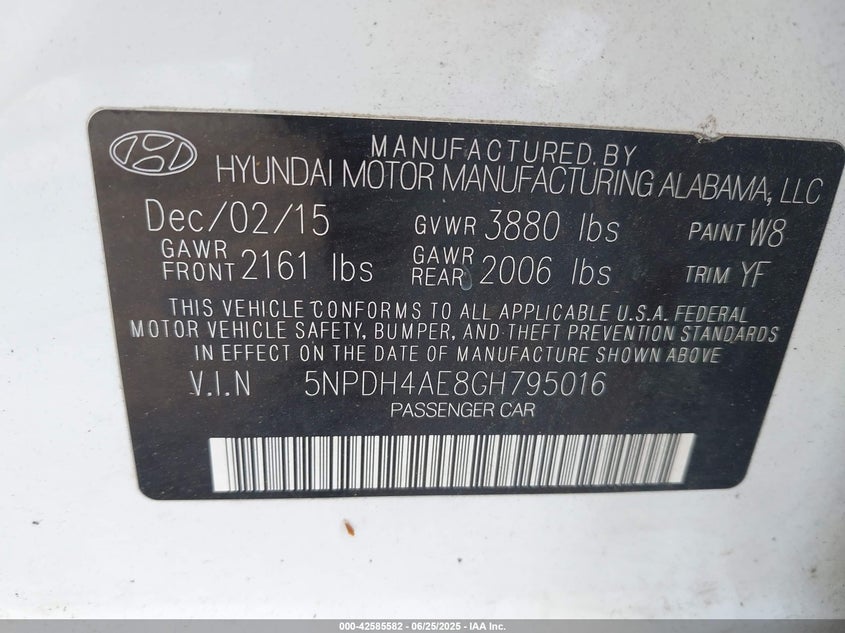 MANUFACTURED BY
HYUNDAI MOTOR MANUFACTURING ALABAMA, LLC
Dec/02/15 GVWR 3880 lbs PAINT W8
GAWR FRONT 2161 lbs GAWR REAR 2006 lbs TRIM YF
THIS VEHICLE CONFORMS TO ALL APPLICABLE U.S.A. FEDERAL
MOTOR VEHICLE SAFETY, BUMPER, AND THEFT PREVENTION STANDARDS
IN EFFECT ON THE DATE OF MANUFACTURE SHOWN ABOVE
V.I.N 5NPDH4AE8GH795016
PASSENGER CAR
000-42585582 - 06/25/2025 - IAA Inc.